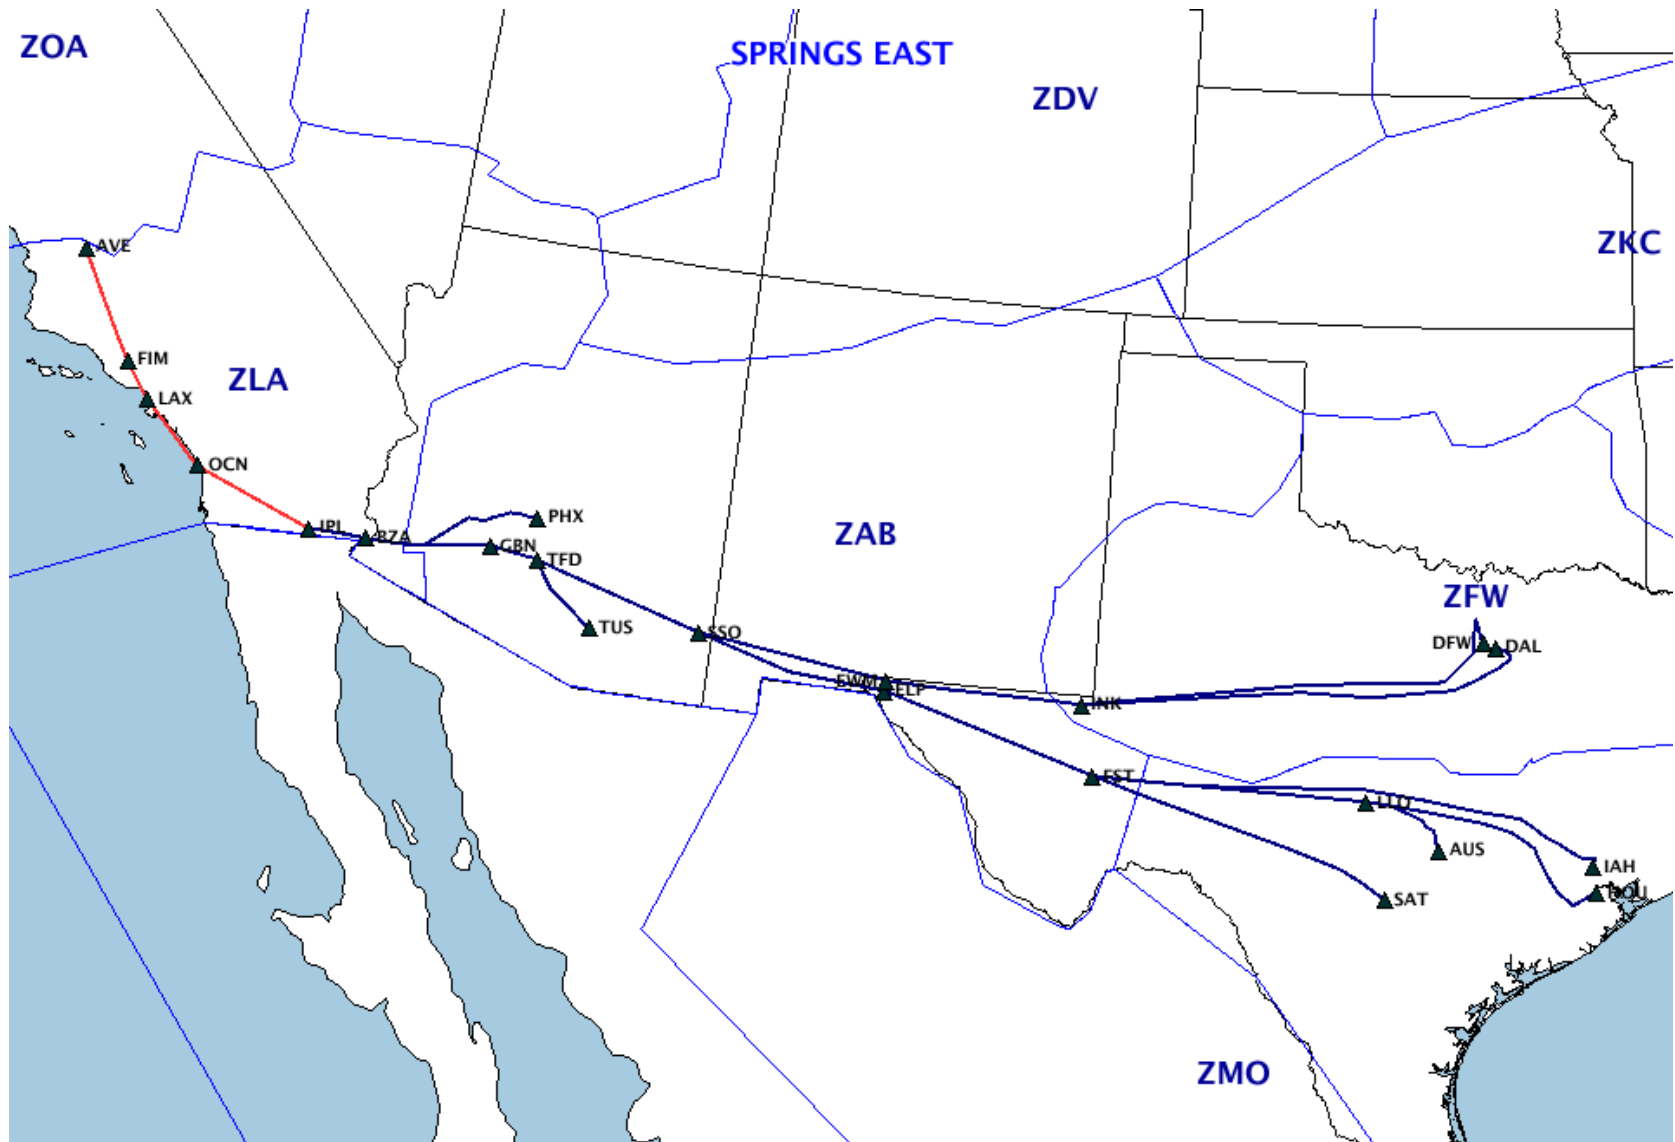 ZOA
SPRINGS EAST
ZDV
ZKC
AVE
FIM
ZLA
LAX
OCN
IPL
BZA
PHX
GBN
TFD
ZAB
TUS
SSO
ZFW
DFW
DAL
EWM
ELP
INK
FST
LLO
AUS
IAH
HOU
SAT
ZMO